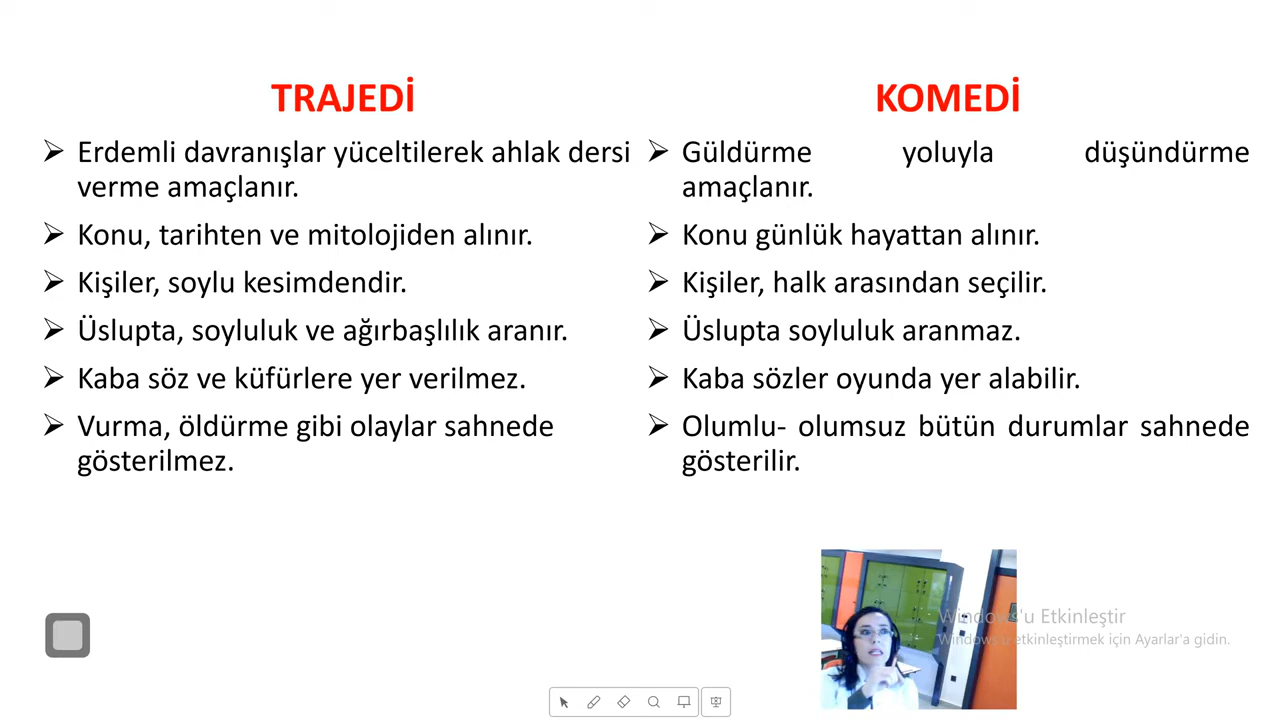 TRAJEDİ
Erdemli davranışlar yüceltilerek ahlak dersi
verme amaçlanır.
Konu, tarihten ve mitolojiden alınır.
Kişiler, soylu kesimdendir.
Üslupta, soyluluk ve ağırbaşlılık aranır.
Kaba söz ve küfürlere yer verilmez.
Vurma, öldürme gibi olaylar sahnede
gösterilmez.
KOMEDİ
Güldürme yoluyla düşündürme
amaçlanır.
Konu günlük hayattan alınır.
Kişiler, halk arasından seçilir.
Üslupta soyluluk aranmaz.
Kaba sözler oyunda yer alabilir.
Olumlu- olumsuz bütün durumlar sahnede
gösterilir.
Windows'u Etkinleştir
Windows'u etkinleştirmek için Ayarlar'a gidin.